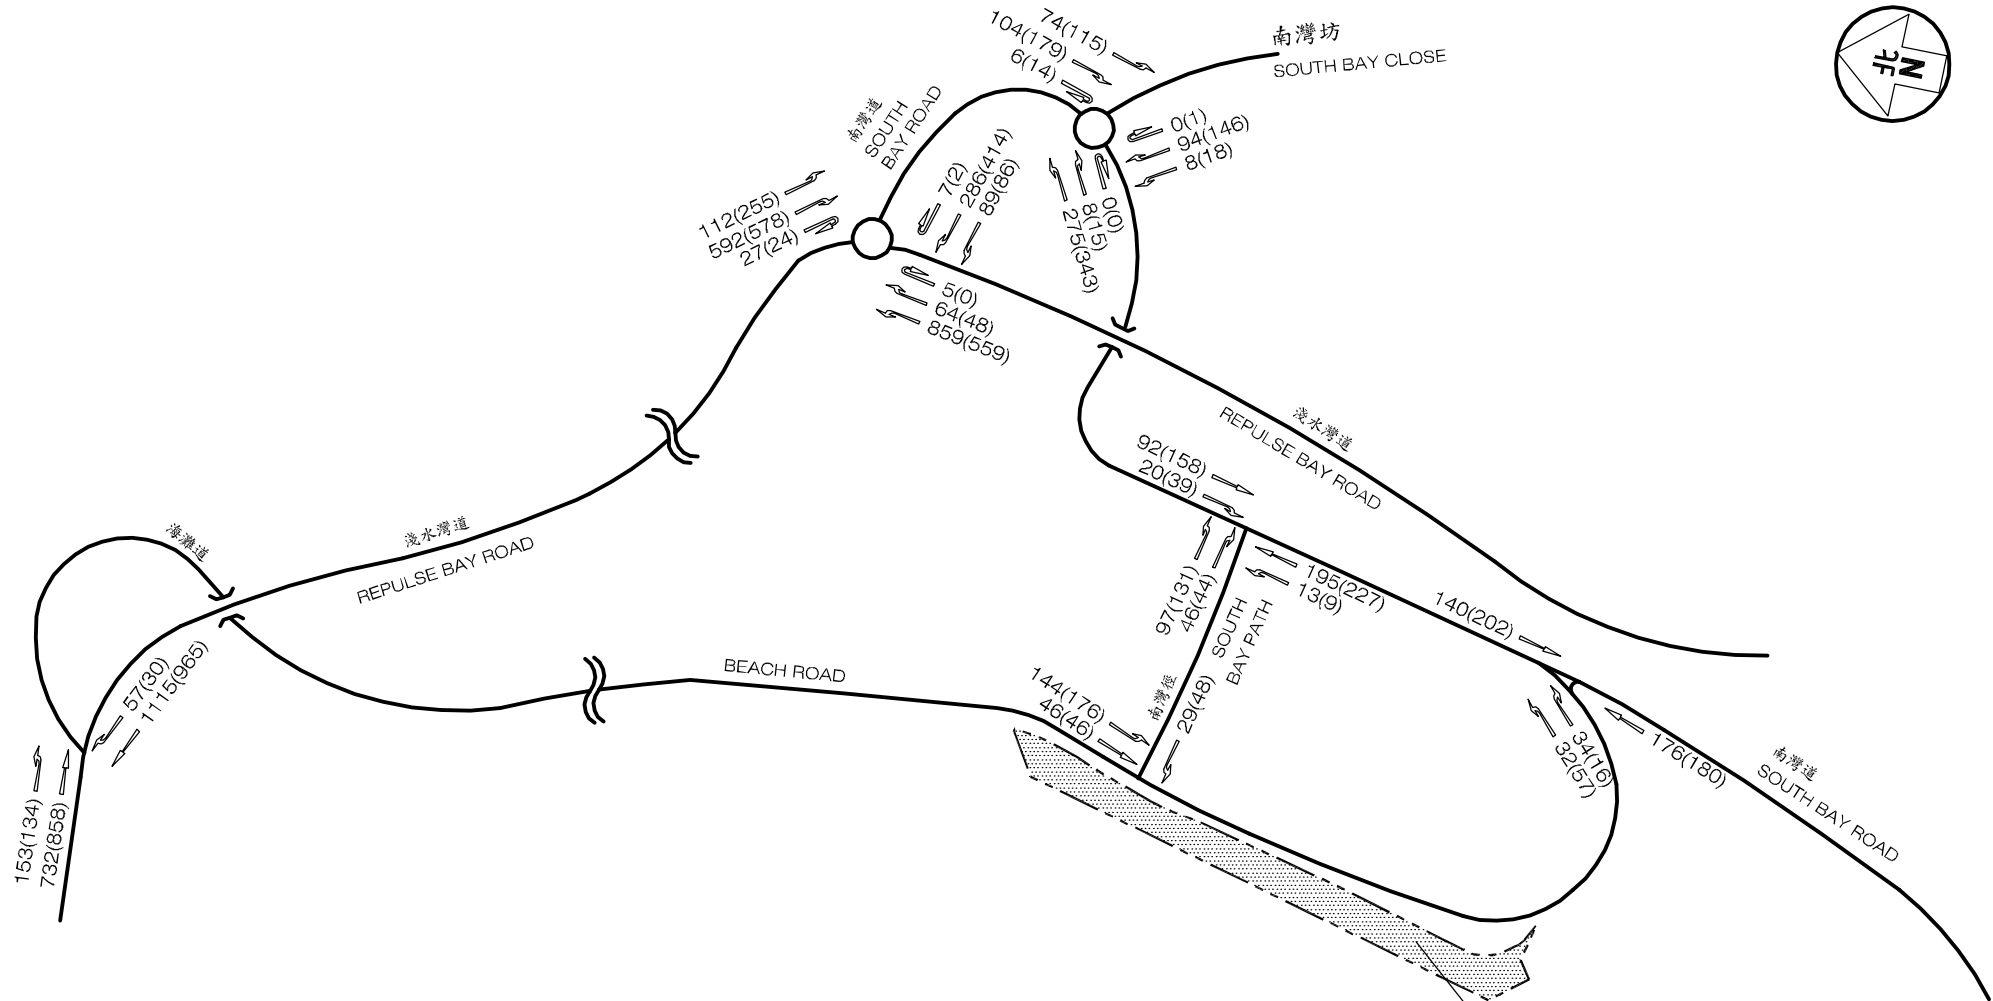 74(115)
104(179)
6(14)
南灣坊
SOUTH BAY CLOSE
北
N
南灣道
SOUTH
BAY ROAD
0(1)
94(146)
8(18)
7(2)
286(414)
89(86)
0(0)
8(15)
275(343)
112(255)
592(578)
27(24)
5(0)
64(48)
859(559)
淺水灣道
REPULSE BAY ROAD
92(158)
20(39)
海灘道
淺水灣道
REPULSE BAY ROAD
97(131)
46(44)
195(227)
13(9)
140(202)
SOUTH
BAY PATH
南灣徑
57(30)
1115(965)
BEACH ROAD
144(176)
46(46)
29(48)
34(16)
32(57)
176(180)
南灣道
SOUTH BAY ROAD
153(134)
732(858)